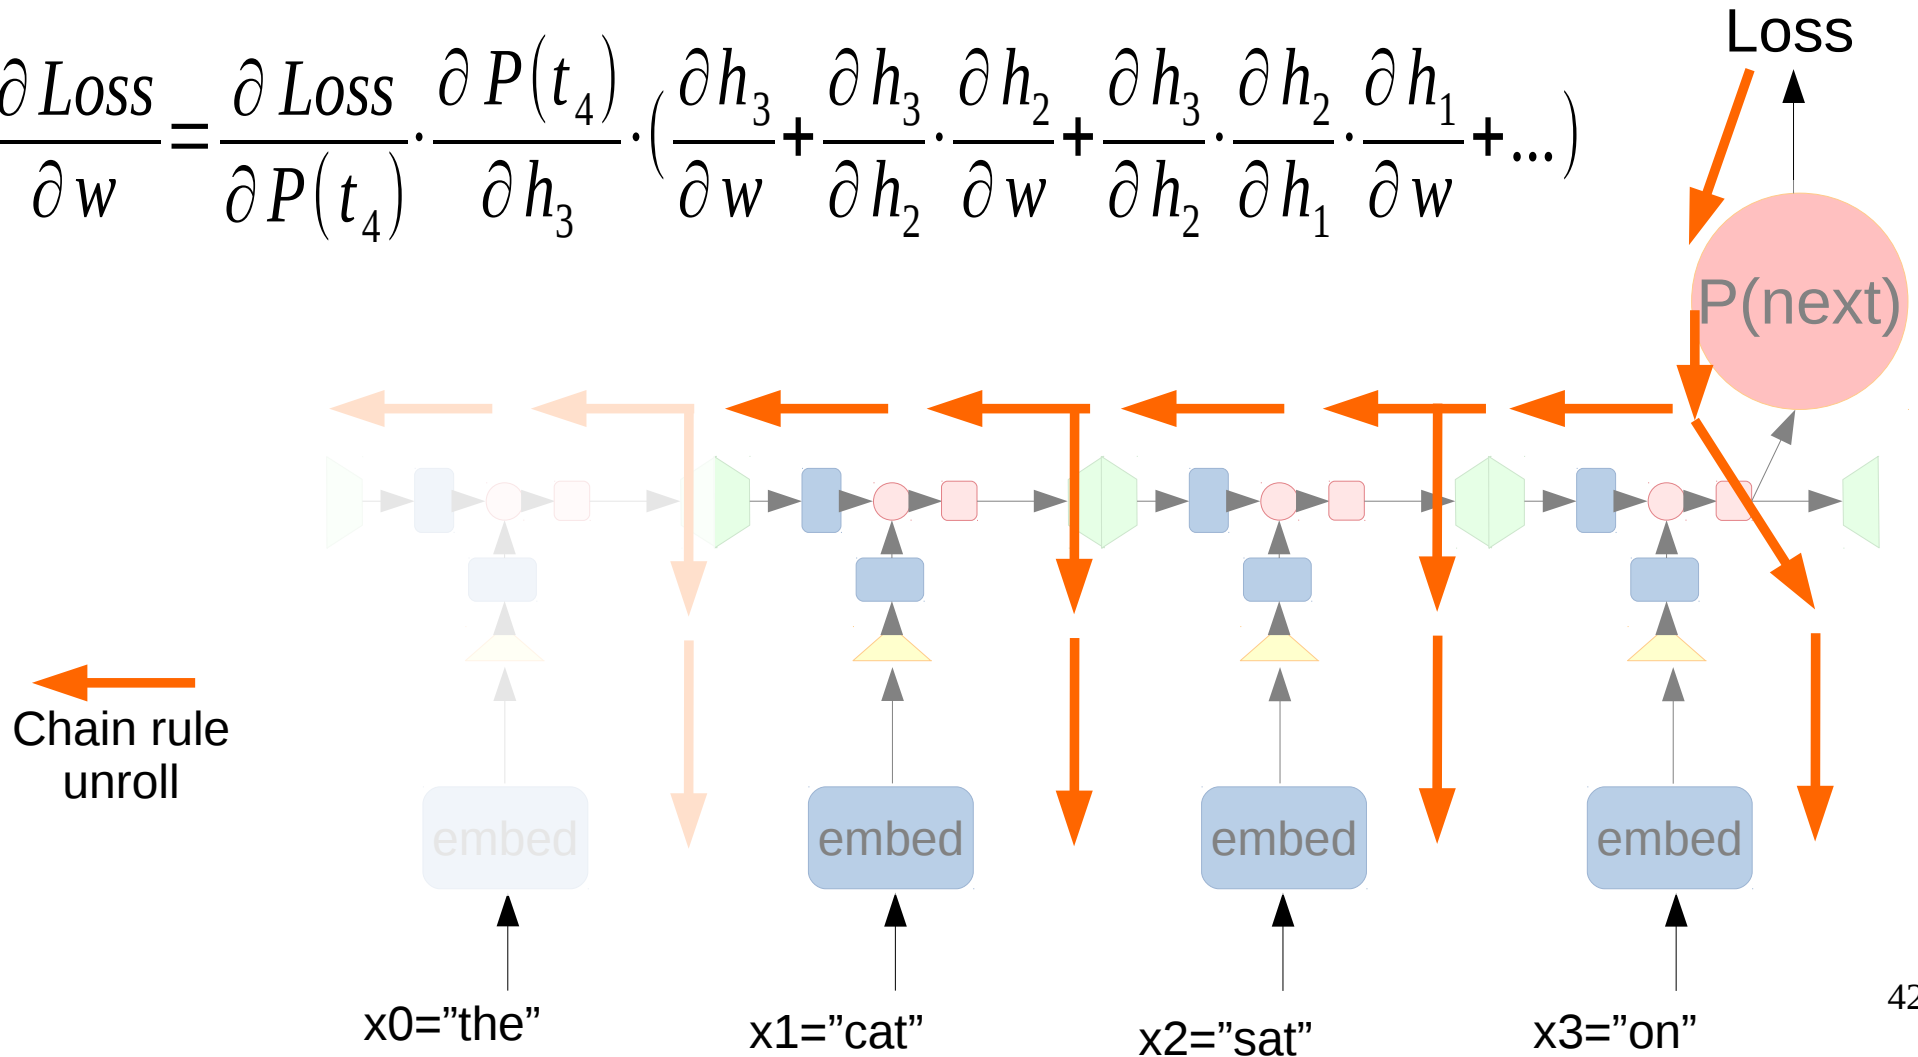 Loss
∂Loss/∂w = ∂Loss/∂P(t₄) · ∂P(t₄)/∂h₃ · (∂h₃/∂w + ∂h₃/∂h₂ · ∂h₂/∂w + ∂h₃/∂h₂ · ∂h₂/∂h₁ · ∂h₁/∂w + ...)
P(next)
Chain rule
unroll
embed embed embed embed
x0=”the” x1=”cat” x2=”sat” x3=”on”
42